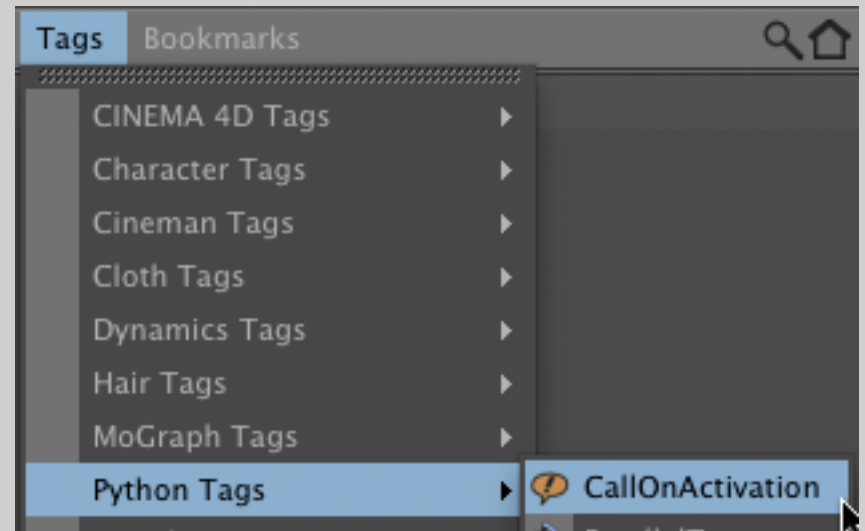 Tags Bookmarks
CINEMA 4D Tags
Character Tags
Cineman Tags
Cloth Tags
Dynamics Tags
Hair Tags
MoGraph Tags
Python Tags
CallOnActivation